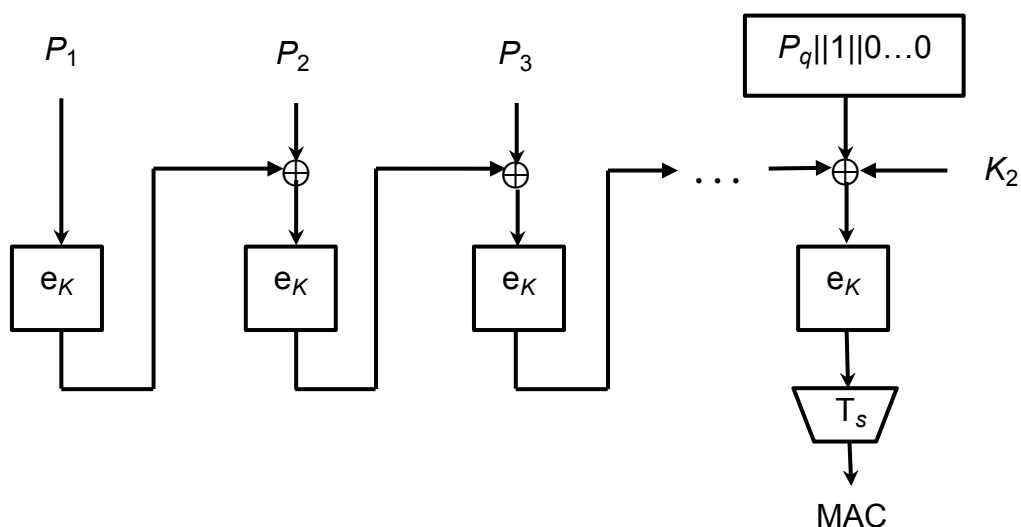 P1
P2
P3
Pq||1||0…0
. . .
K2
eK
eK
eK
eK
Ts
MAC